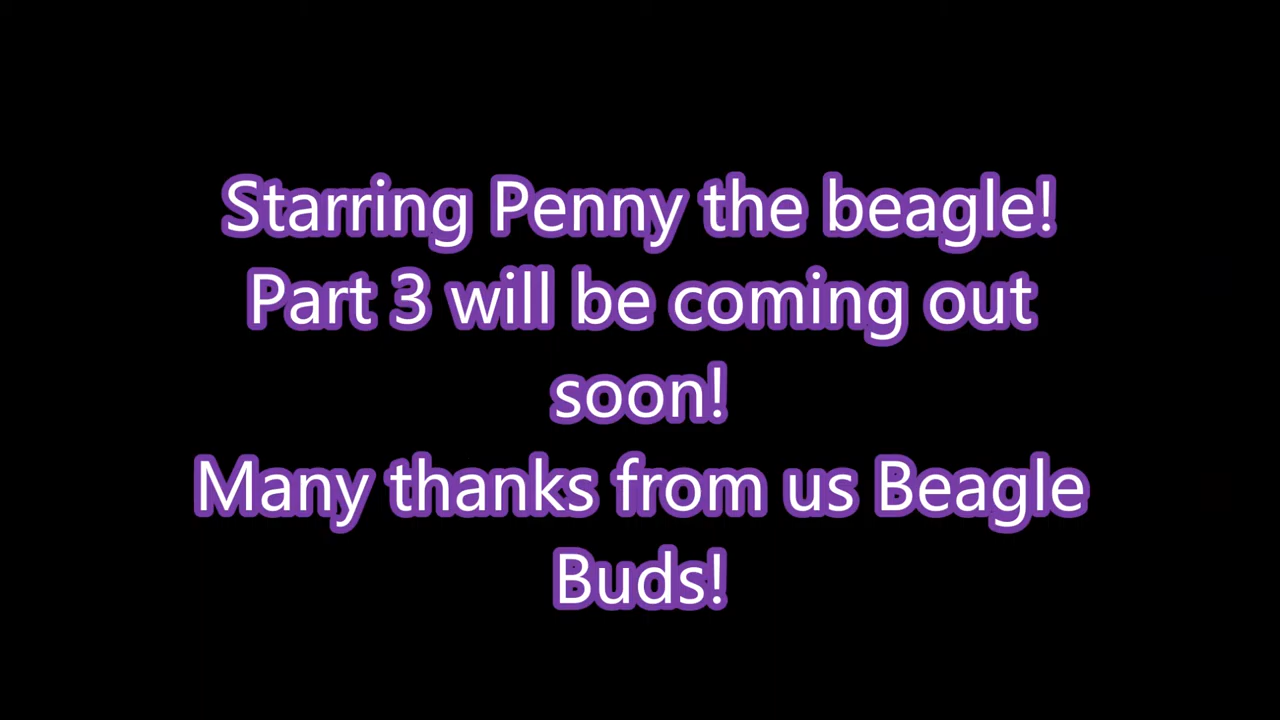 Starring Penny the beagle!
Part 3 will be coming out
soon!
Many thanks from us Beagle
Buds!